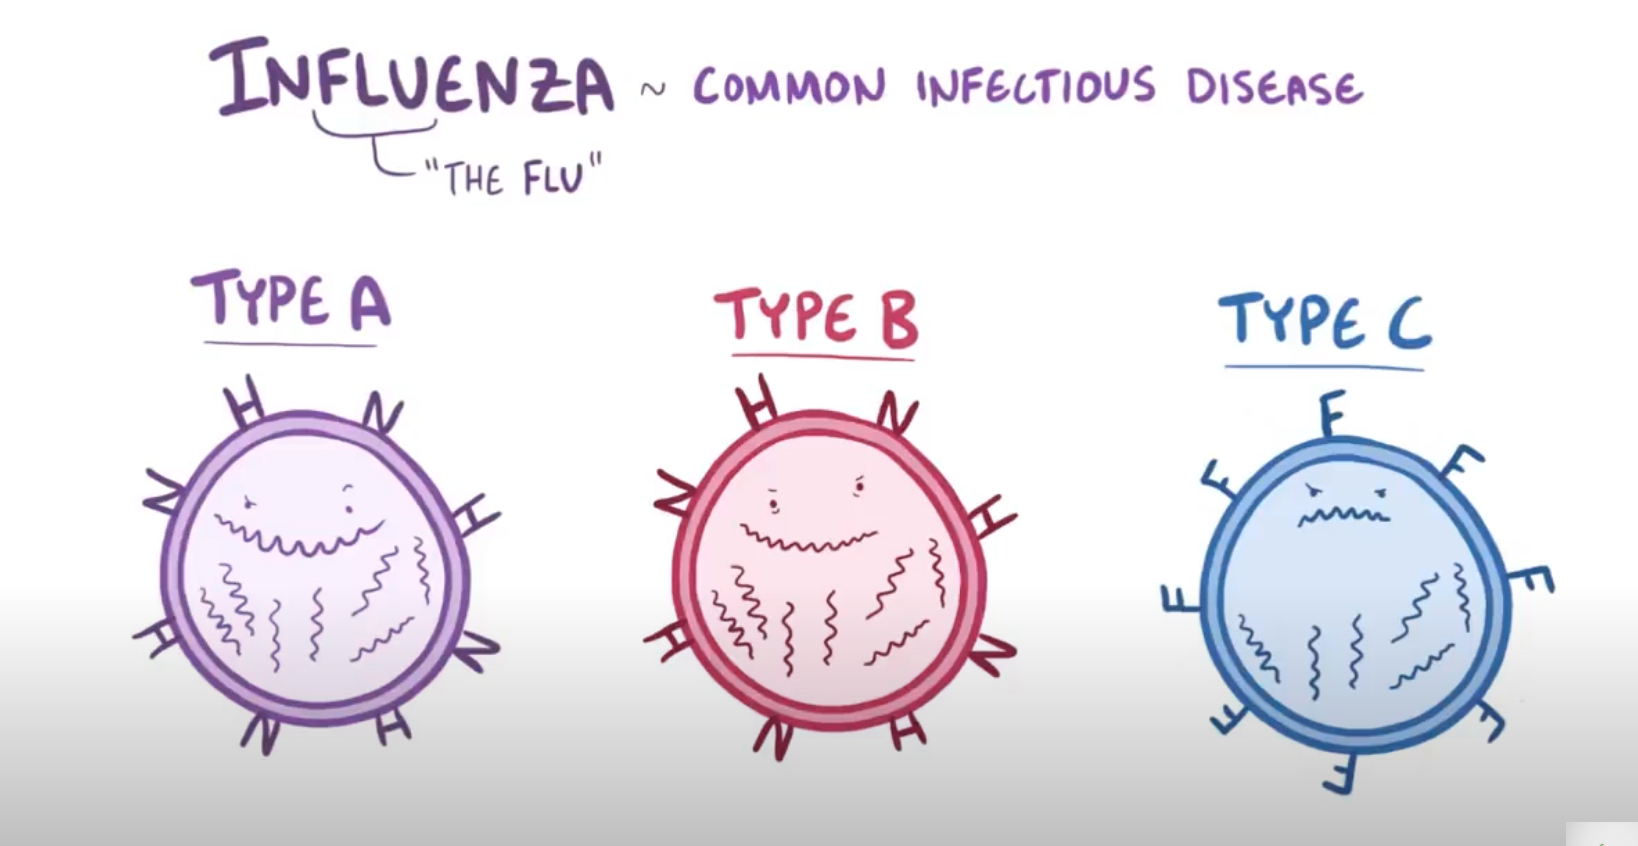 INFLUENZA ~ COMMON INFECTIOUS DISEASE
"THE FLU"
TYPE A
TYPE B
TYPE C
H N
N H
H N
N H
H N
N H
H N
N H
F
F F
F F
F F
F